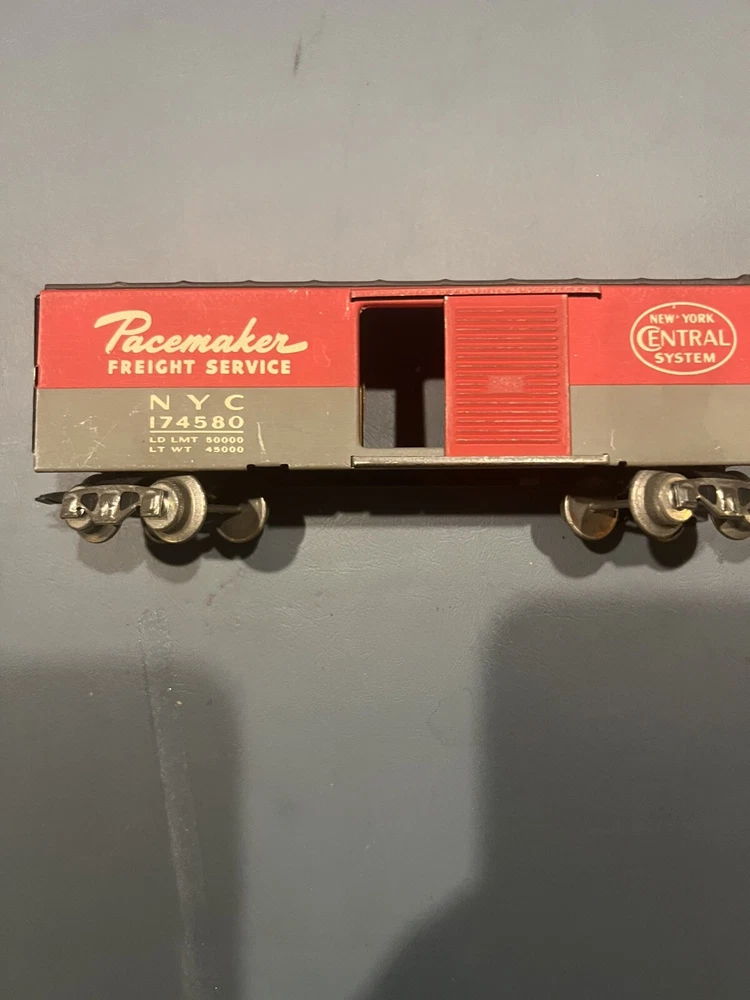 Pacemaker
FREIGHT SERVICE
NYC
174580
LD LMT 50000
LT WT 45000
NEW YORK
CENTRAL
SYSTEM